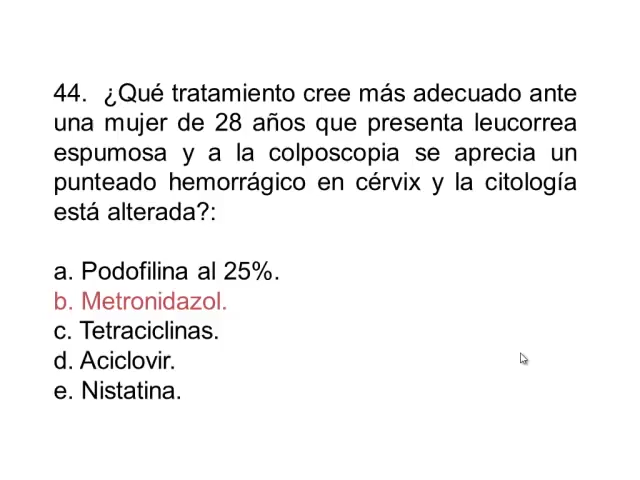 44. ¿Qué tratamiento cree más adecuado ante
una mujer de 28 años que presenta leucorrea
espumosa y a la colposcopia se aprecia un
punteado hemorrágico en cérvix y la citología
está alterada?:
a. Podofilina al 25%.
b. Metronidazol.
c. Tetraciclinas.
d. Aciclovir.
e. Nistatina.